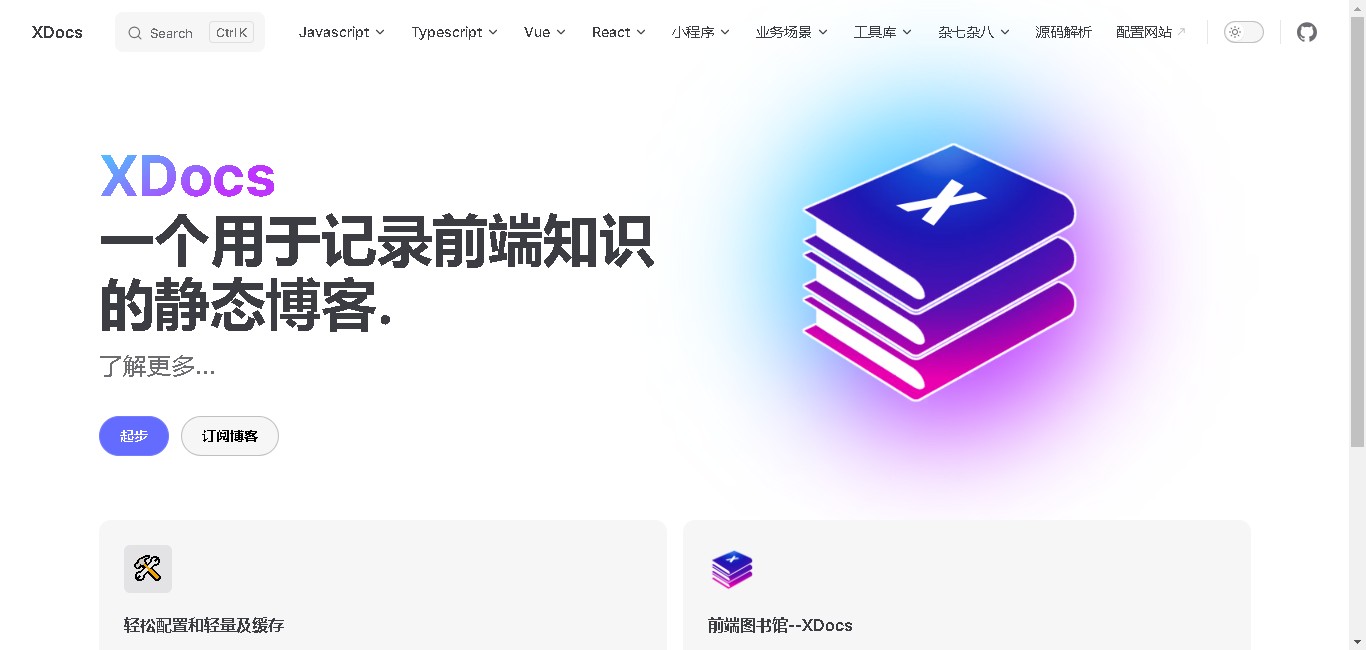 XDocs Search Ctrl K Javascript Typescript Vue React 小程序 业务场景 工具库 杂七杂八 源码解析 配置网站
XDocs
一个用于记录前端知识
的静态博客.
了解更多...
起步 订阅博客
X
轻松配置和轻量及缓存 前端图书馆--XDocs